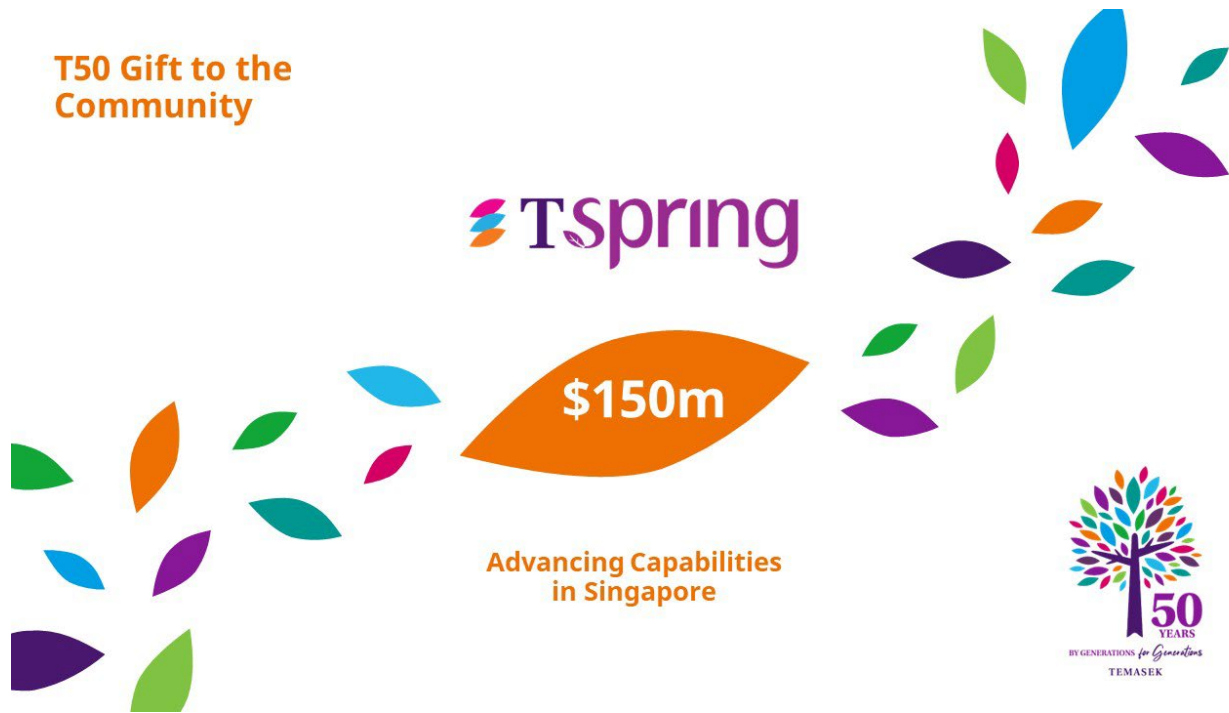 T50 Gift to the
Community
TSpring
$150m
Advancing Capabilities
in Singapore
50
YEARS
BY GENERATIONS for Generations
TEMASEK